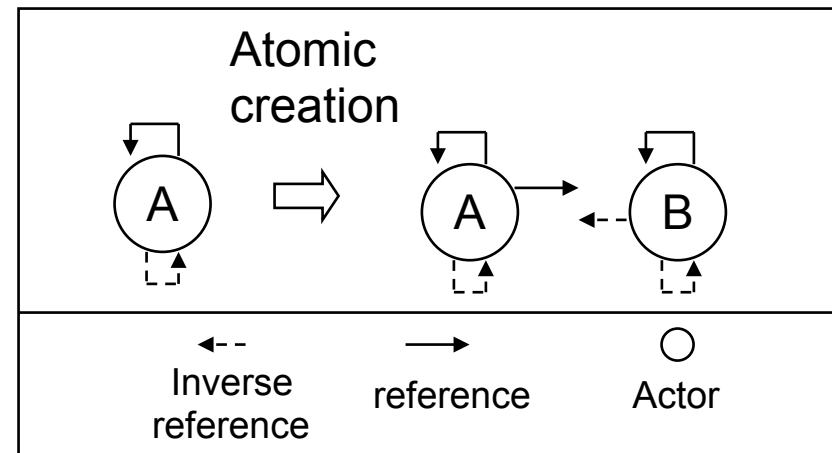 Atomic
creation
A
A
B
Inverse
reference
reference
Actor